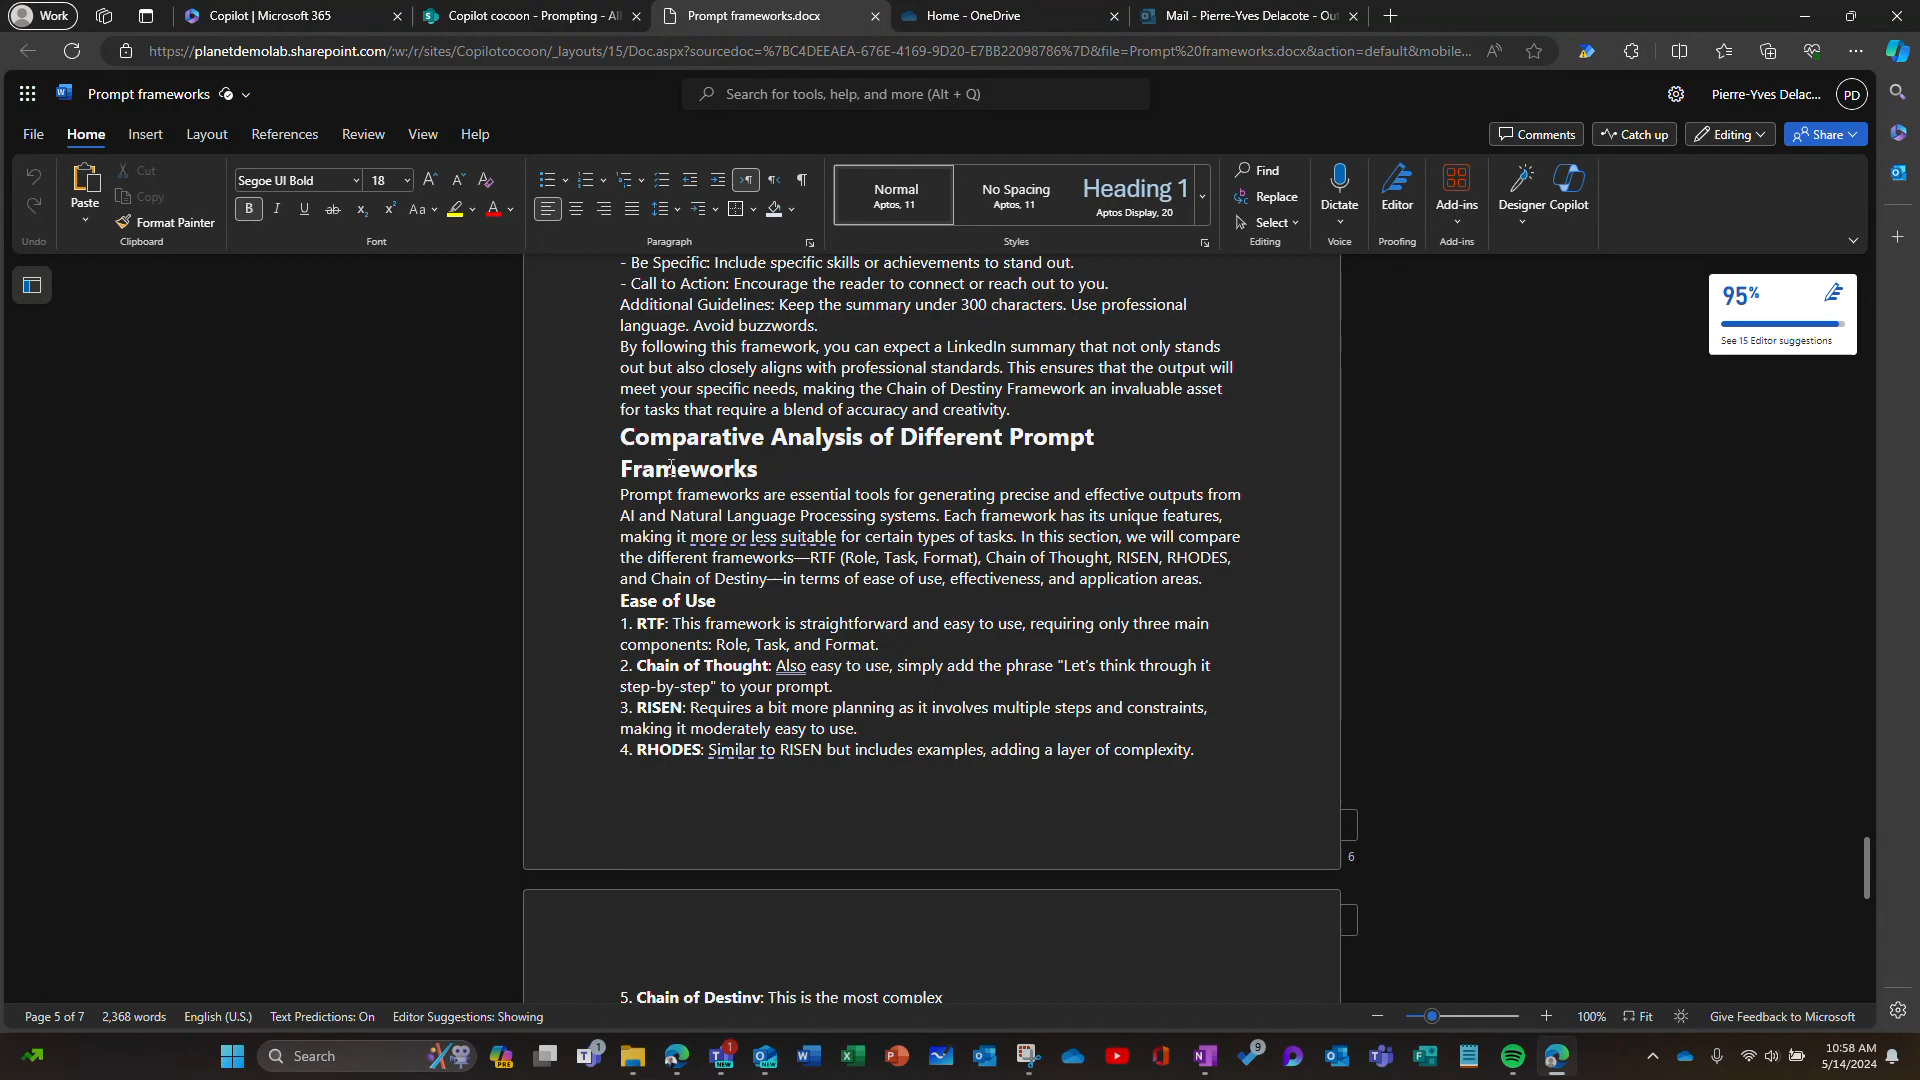 Work
Copilot | Microsoft 365
Copilot cocoon - Prompting - All
Prompt frameworks.docx
Home - OneDrive
Mail - Pierre-Yves Delacote - Out
https://planetdemolab.sharepoint.com/:w:/r/sites/Copilotcocoon/_layouts/15/Doc.aspx?sourcedoc=%7BC4DEEAEA-676E-4169-9D20-E7BB22098786%7D&file=Prompt%20frameworks.docx&action=default&mobile...
Prompt frameworks
Search for tools, help, and more (Alt + Q)
Pierre-Yves Delac...
PD
File
Home
Insert
Layout
References
Review
View
Help
Comments
Catch up
Editing
Share
Undo
Paste
Cut
Copy
Format Painter
Clipboard
Segoe UI Bold
18
Font
Paragraph
Normal
Aptos, 11
No Spacing
Aptos, 11
Heading 1
Aptos Display, 20
Styles
Find
Replace
Select
Editing
Dictate
Voice
Editor
Proofing
Add-ins
Add-ins
Designer
Copilot
95%
See 15 Editor suggestions
- Be Specific: Include specific skills or achievements to stand out.
- Call to Action: Encourage the reader to connect or reach out to you.
Additional Guidelines: Keep the summary under 300 characters. Use professional
language. Avoid buzzwords.
By following this framework, you can expect a LinkedIn summary that not only stands
out but also closely aligns with professional standards. This ensures that the output will
meet your specific needs, making the Chain of Destiny Framework an invaluable asset
for tasks that require a blend of accuracy and creativity.
Comparative Analysis of Different Prompt
Frameworks
Prompt frameworks are essential tools for generating precise and effective outputs from
AI and Natural Language Processing systems. Each framework has its unique features,
making it more or less suitable for certain types of tasks. In this section, we will compare
the different frameworks—RTF (Role, Task, Format), Chain of Thought, RISEN, RHODES,
and Chain of Destiny—in terms of ease of use, effectiveness, and application areas.
Ease of Use
1. RTF: This framework is straightforward and easy to use, requiring only three main
components: Role, Task, and Format.
2. Chain of Thought: Also easy to use, simply add the phrase "Let's think through it
step-by-step" to your prompt.
3. RISEN: Requires a bit more planning as it involves multiple steps and constraints,
making it moderately easy to use.
4. RHODES: Similar to RISEN but includes examples, adding a layer of complexity.
6
5. Chain of Destiny: This is the most complex
Page 5 of 7
2,368 words
English (U.S.)
Text Predictions: On
Editor Suggestions: Showing
100%
Fit
Give Feedback to Microsoft
Search
10:58 AM
5/14/2024